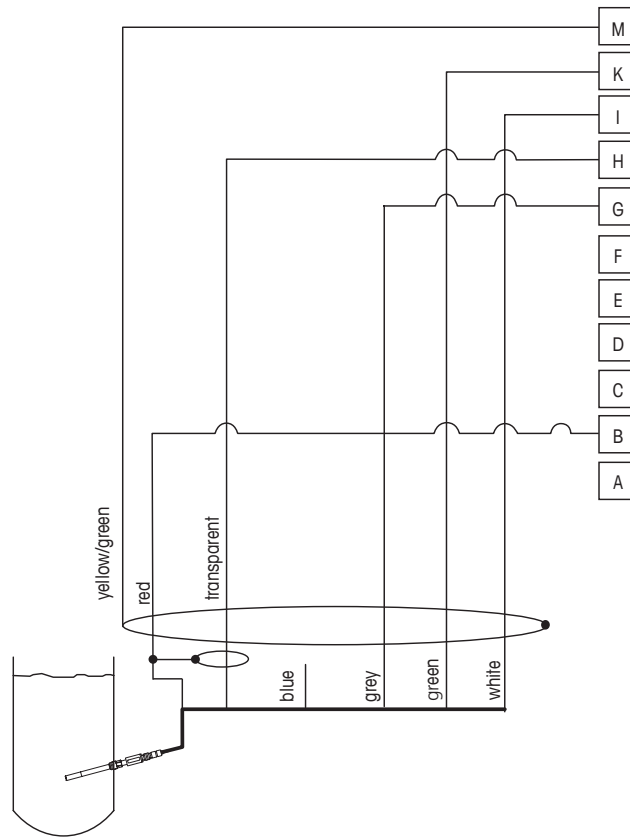 M
K
I
H
G
F
E
D
C
B
A
yellow/green
red
transparent
blue
grey
green
white